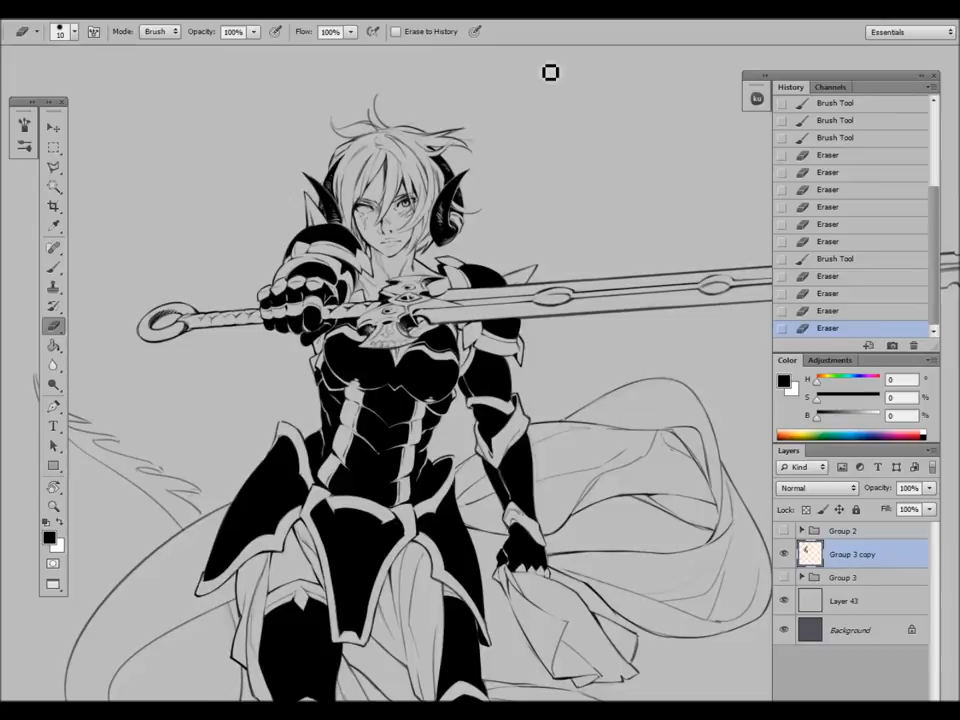 10 Mode: Brush Opacity: 100% Flow: 100% Erase to History Essentials
History Channels
Brush Tool
Brush Tool
Brush Tool
Eraser
Eraser
Eraser
Eraser
Eraser
Eraser
Brush Tool
Eraser
Eraser
Eraser
Eraser
Color Adjustments
H 0 °
S 0 %
B 0 %
Layers
Kind
Normal Opacity: 100%
Lock: Fill: 100%
Group 2
Group 3 copy
Group 3
Layer 43
Background
ku
T
T